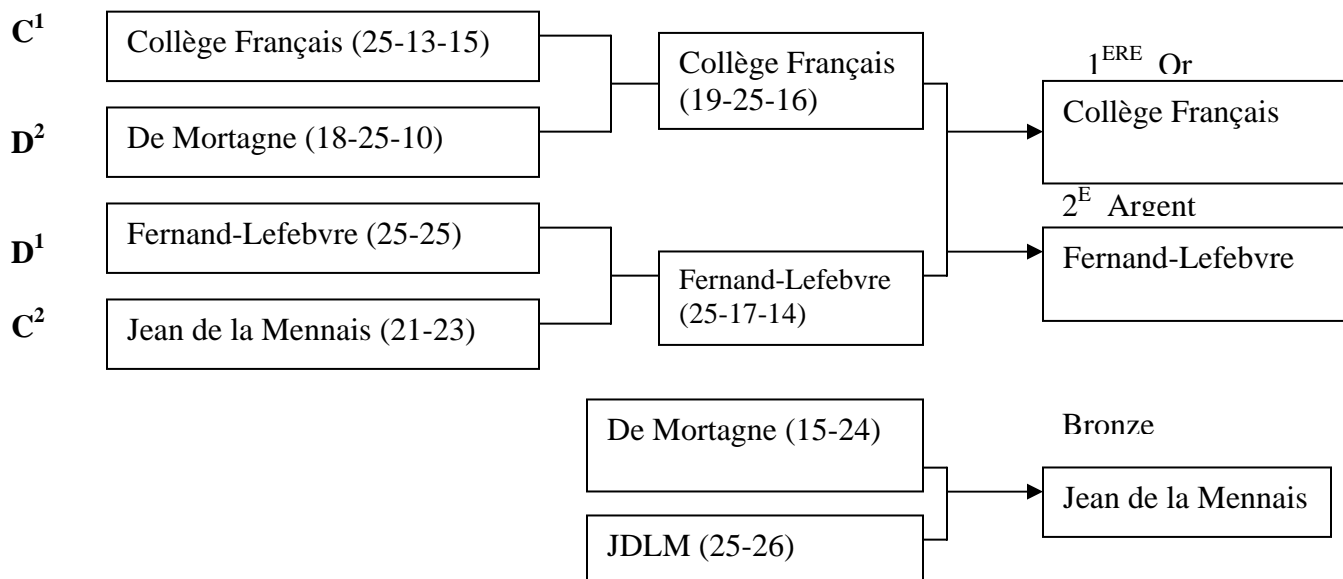 C¹
Collège Français (25-13-15)
D²
De Mortagne (18-25-10)
D¹
Fernand-Lefebvre (25-25)
C²
Jean de la Mennais (21-23)
Collège Français
(19-25-16)
Fernand-Lefebvre
(25-17-14)
1ERE Or
Collège Français
2E Argent
Fernand-Lefebvre
De Mortagne (15-24)
JDLM (25-26)
Bronze
Jean de la Mennais